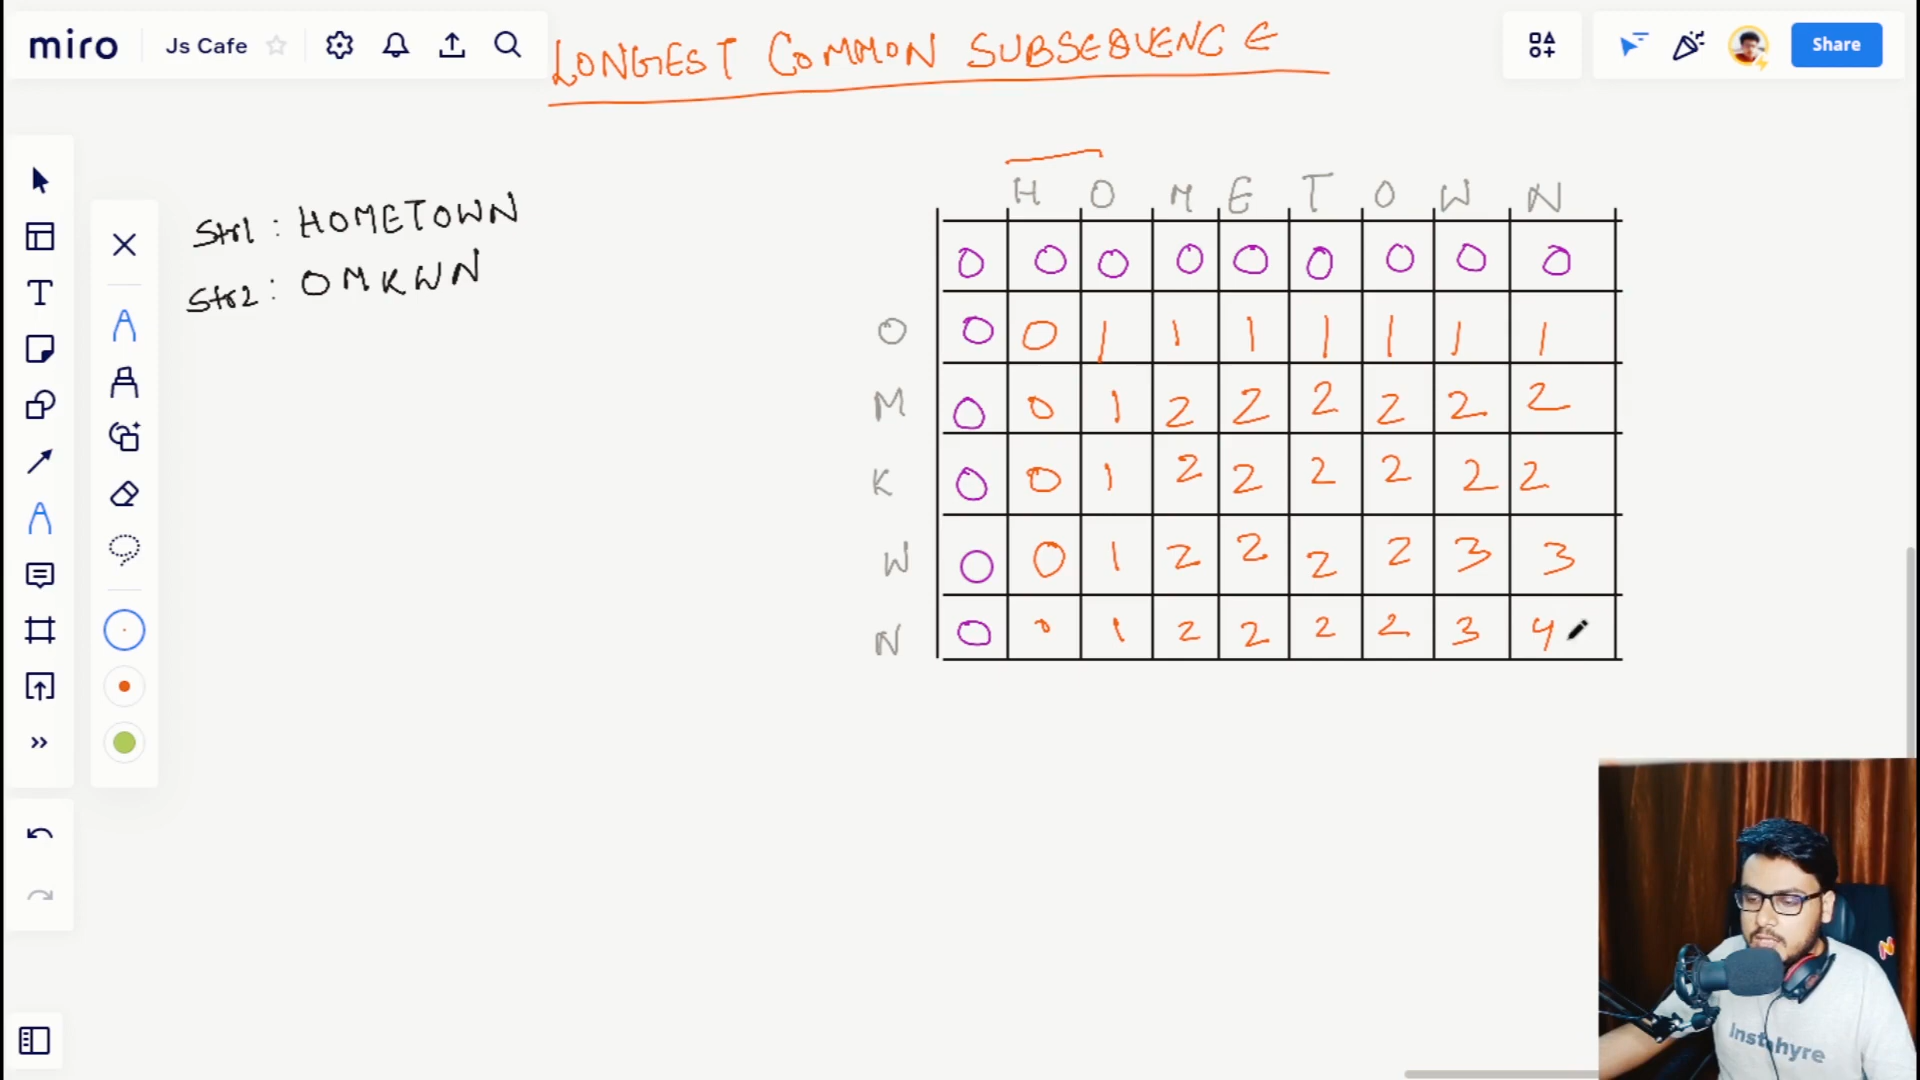 miro Js Cafe Share
LONGEST COMMON SUBSEQUENCE
Str1 : HOMETOWN
Str2 : OMKWN
H O M E T O W N
0 0 0 0 0 0 0 0 0
O 0 0 1 1 1 1 1 1 1
M 0 0 1 2 2 2 2 2 2
K 0 0 1 2 2 2 2 2 2
W 0 0 1 2 2 2 2 3 3
N 0 0 1 2 2 2 2 3 4
Instahyre